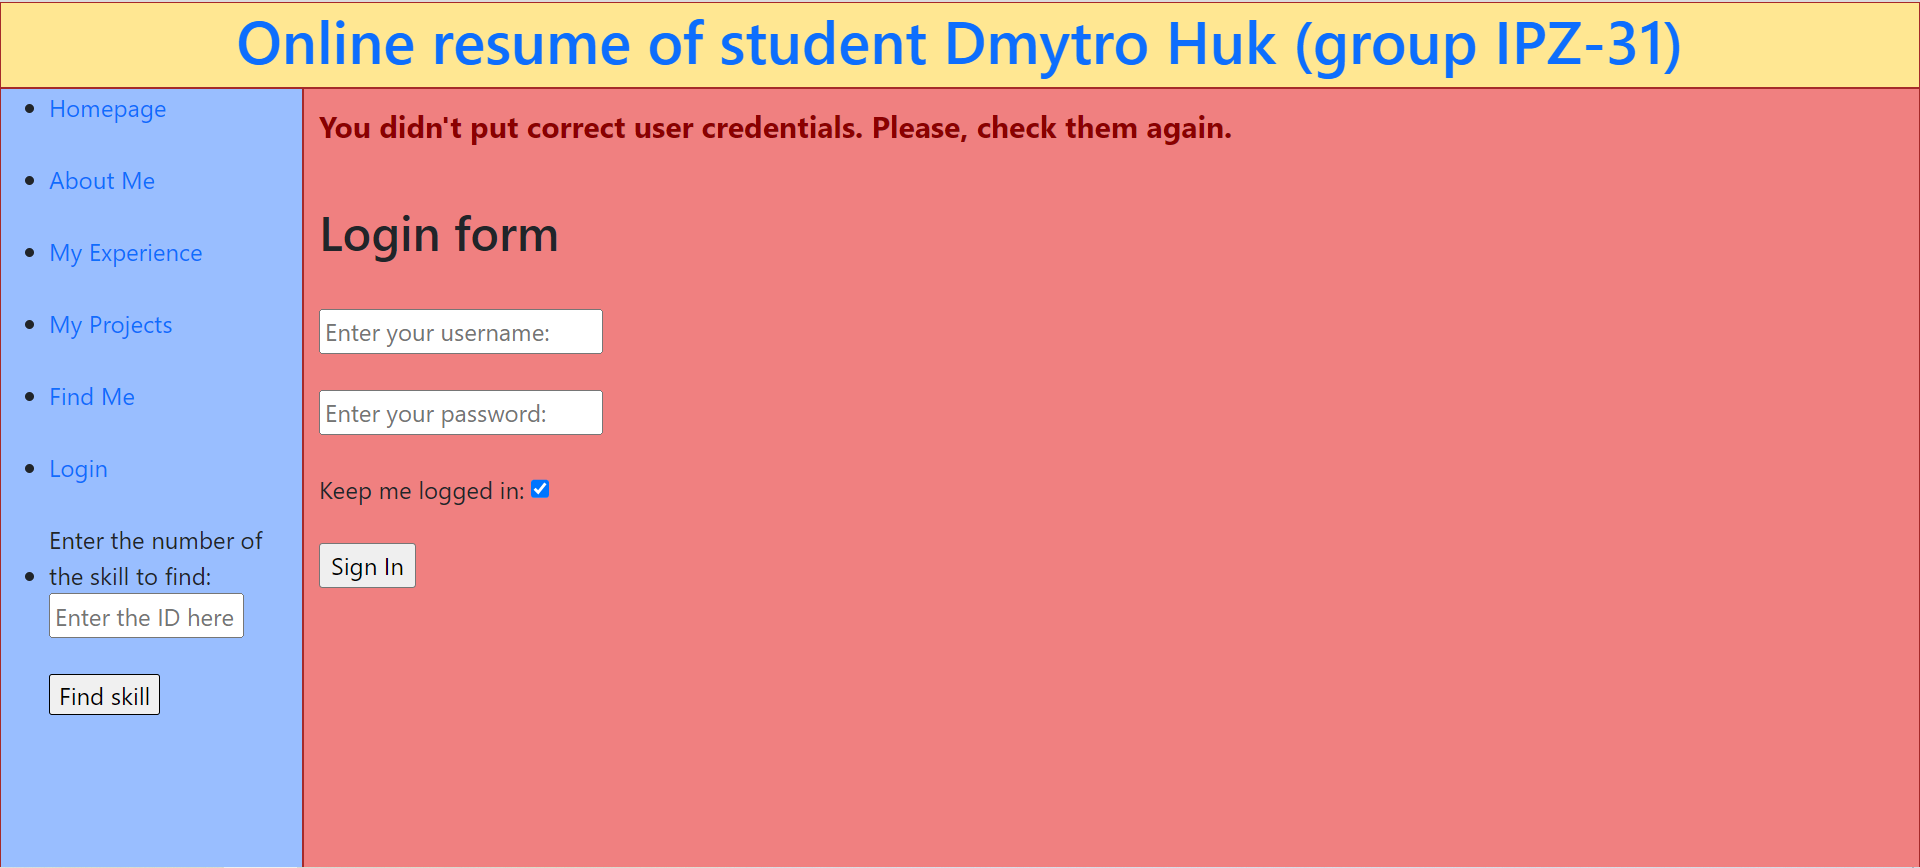 Online resume of student Dmytro Huk (group IPZ-31)
Homepage
About Me
My Experience
My Projects
Find Me
Login
Enter the number of
the skill to find:
Enter the ID here
Find skill
You didn't put correct user credentials. Please, check them again.
Login form
Enter your username:
Enter your password:
Keep me logged in:
Sign In